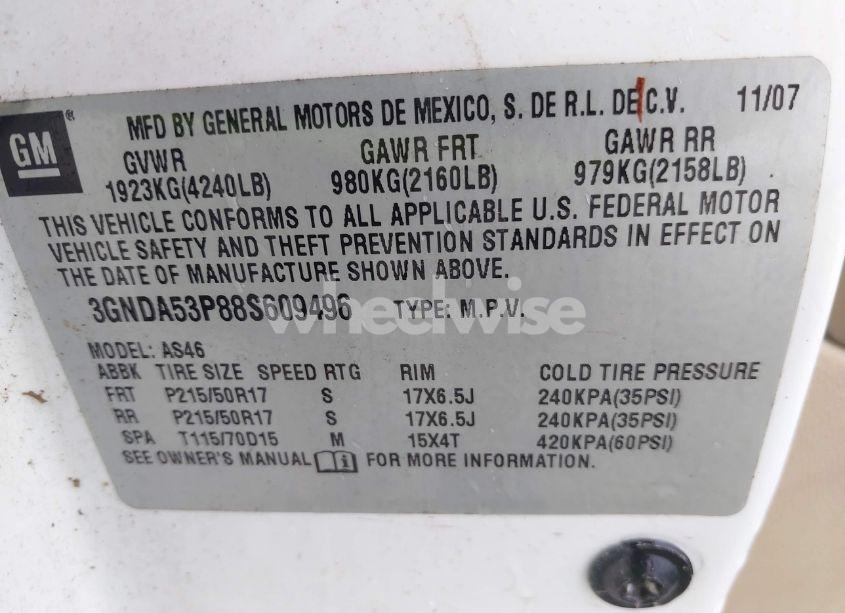 GM®
MFD BY GENERAL MOTORS DE MEXICO, S. DE R.L. DE C.V. 11/07
GVWR GAWR FRT GAWR RR
1923KG(4240LB) 980KG(2160LB) 979KG(2158LB)
THIS VEHICLE CONFORMS TO ALL APPLICABLE U.S. FEDERAL MOTOR
VEHICLE SAFETY AND THEFT PREVENTION STANDARDS IN EFFECT ON
THE DATE OF MANUFACTURE SHOWN ABOVE.
3GNDA53P88S609496 TYPE: M.P.V.
wheelwise
MODEL: AS46
ABBK TIRE SIZE SPEED RTG RIM COLD TIRE PRESSURE
FRT P215/50R17 S 17X6.5J 240KPA(35PSI)
RR P215/50R17 S 17X6.5J 240KPA(35PSI)
SPA T115/70D15 M 15X4T 420KPA(60PSI)
SEE OWNER'S MANUAL FOR MORE INFORMATION.